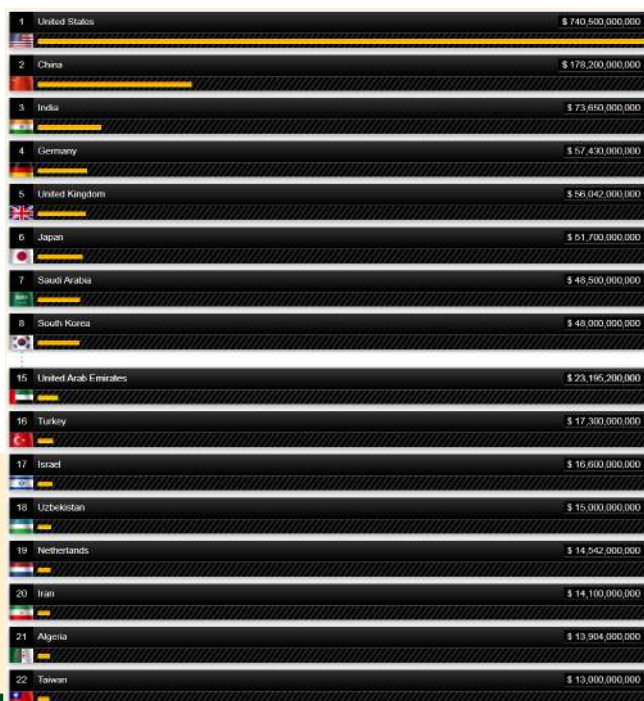 1 United States $ 740,500,000,000
2 China $ 178,200,000,000
3 India $ 73,650,000,000
4 Germany $ 57,430,000,000
5 United Kingdom $ 56,042,000,000
6 Japan $ 51,700,000,000
7 Saudi Arabia $ 48,500,000,000
8 South Korea $ 48,000,000,000
15 United Arab Emirates $ 23,195,200,000
16 Turkey $ 17,300,000,000
17 Israel $ 16,600,000,000
18 Uzbekistan $ 15,000,000,000
19 Netherlands $ 14,542,000,000
20 Iran $ 14,100,000,000
21 Algeria $ 13,904,000,000
22 Taiwan $ 13,000,000,000